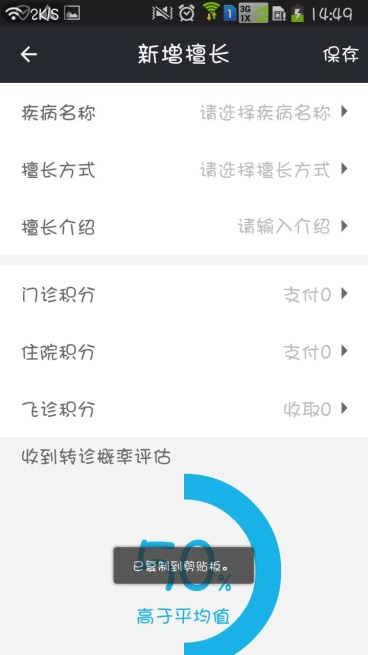 2K/S 1 3G 1X 14:49
新增擅长 保存
疾病名称 请选择疾病名称
擅长方式 请选择擅长方式
擅长介绍 请输入介绍
门诊积分 支付0
住院积分 支付0
飞诊积分 收取0
收到转诊概率评估
50%
已复制到剪贴板。
高于平均值